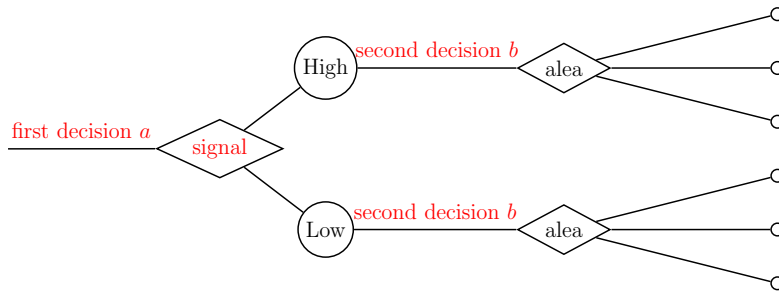 second decision b
High
alea
first decision a
signal
second decision b
Low
alea